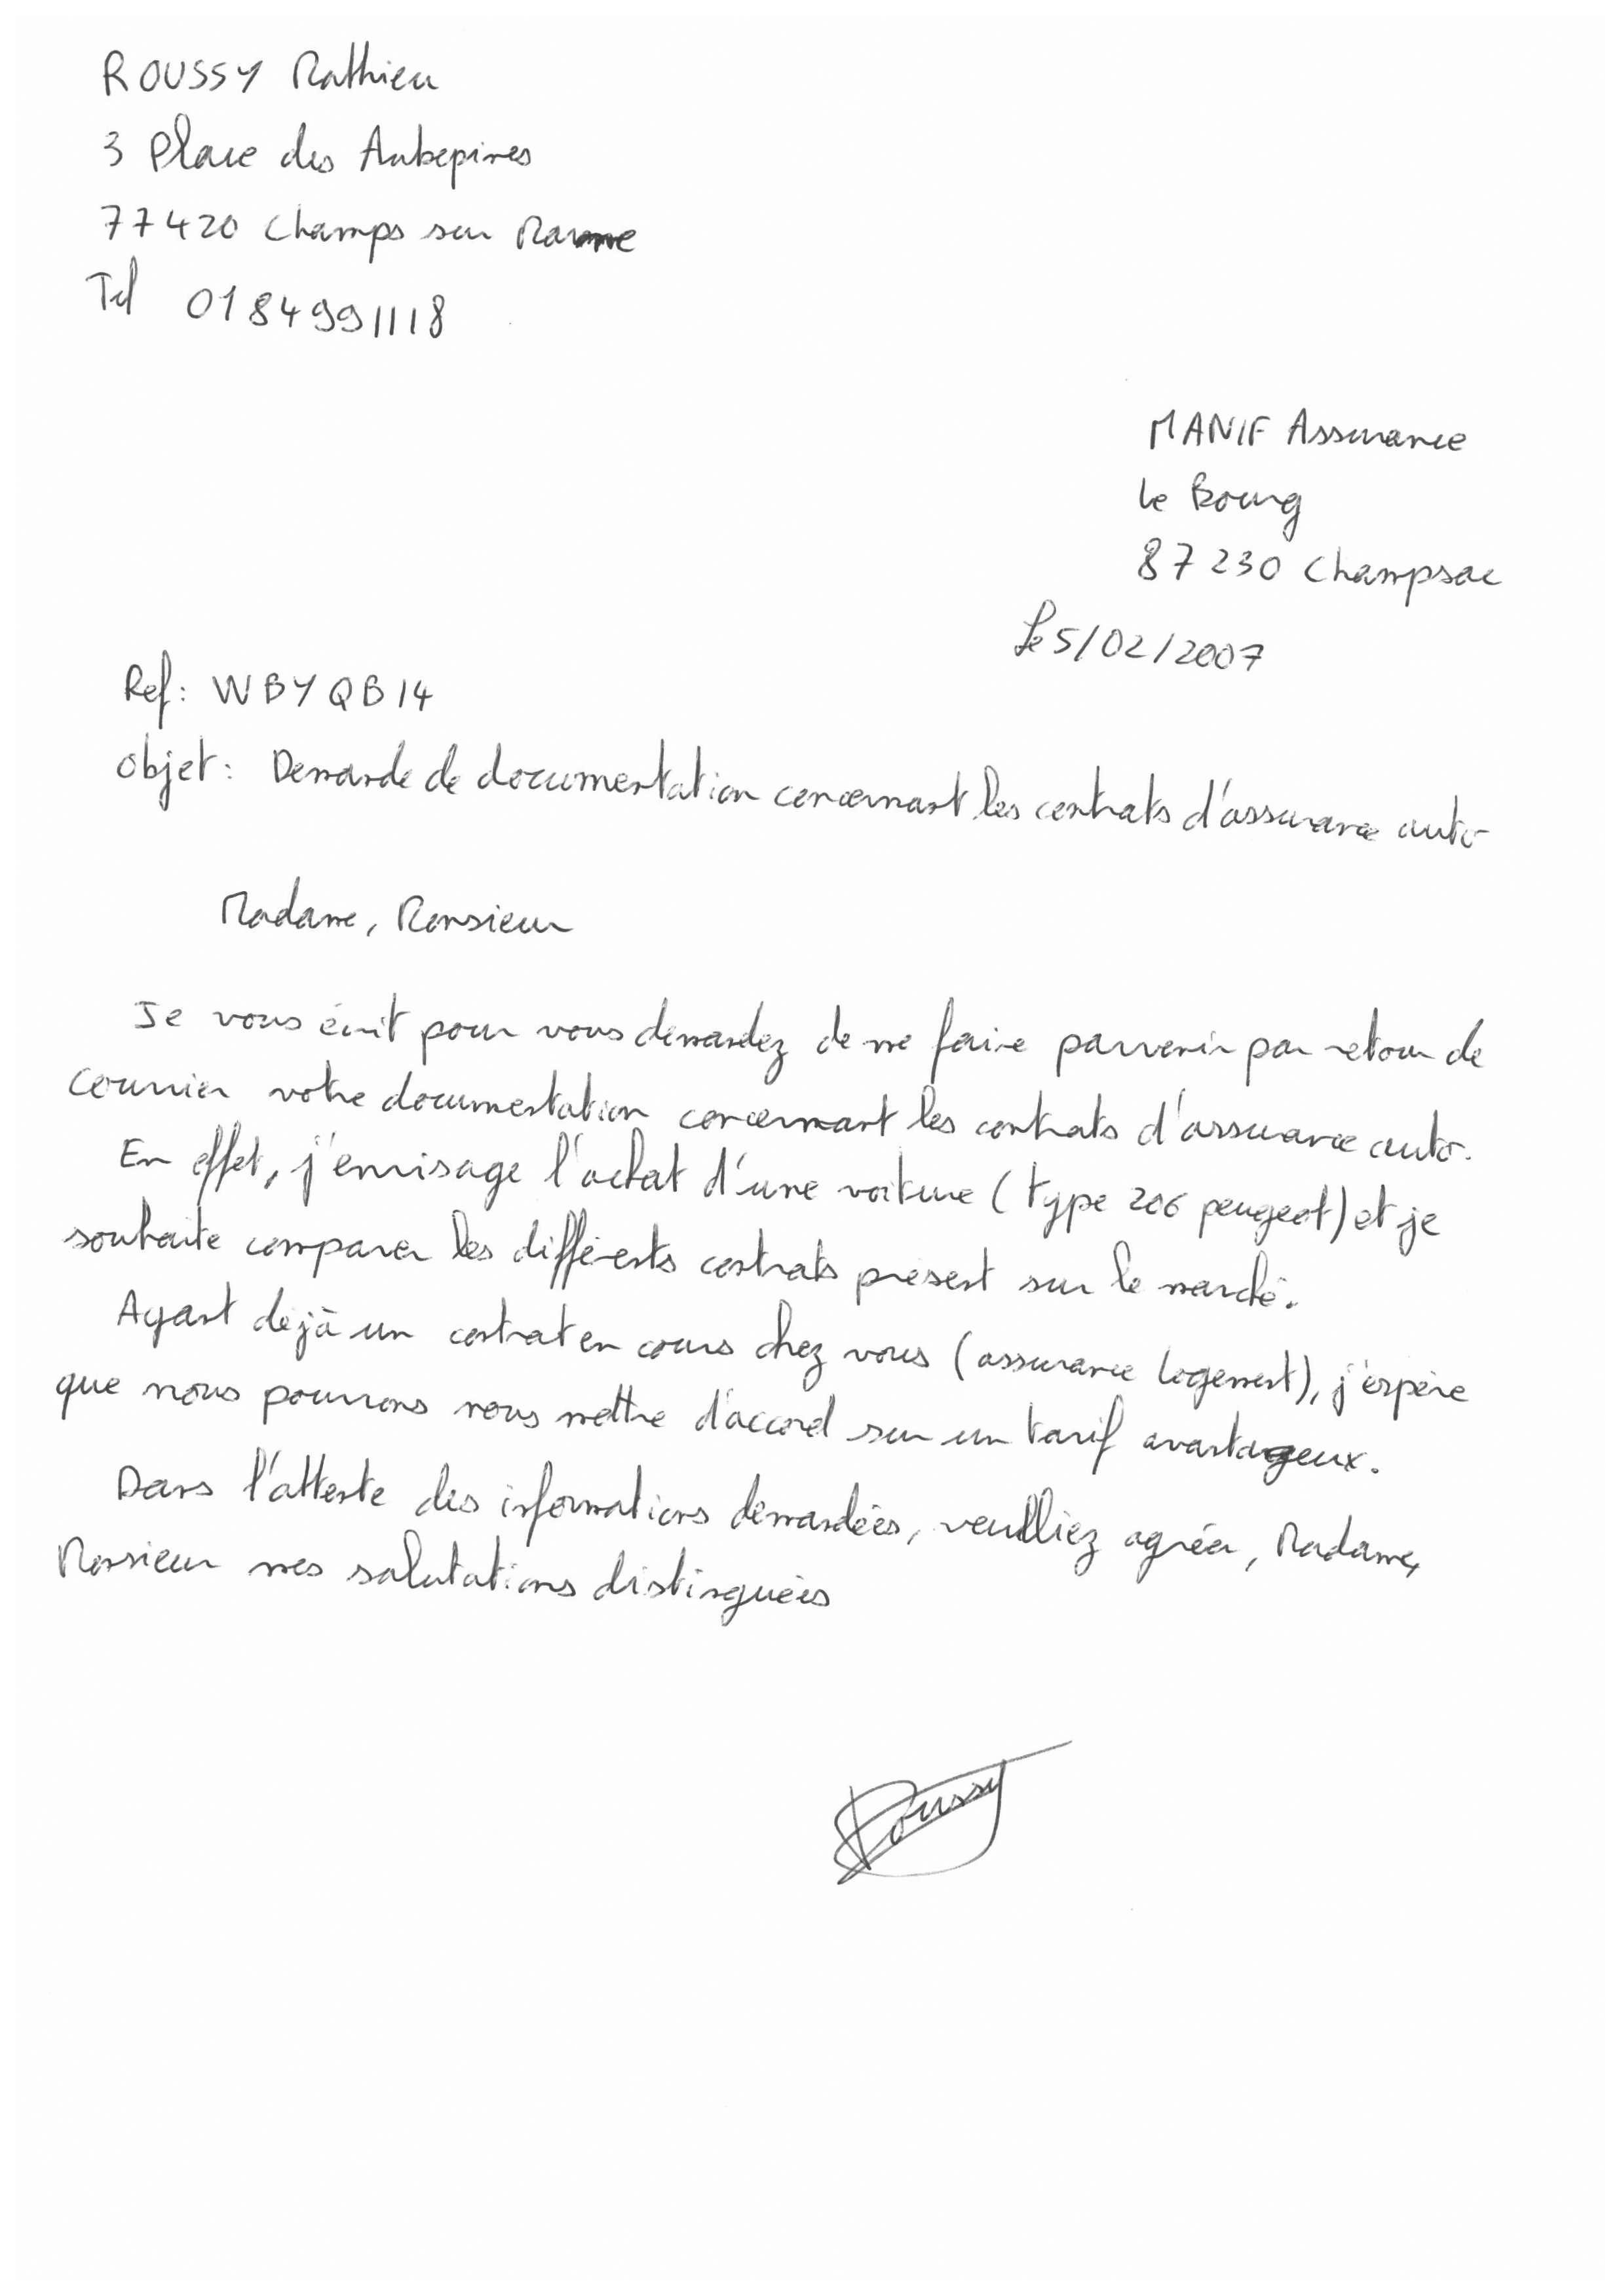 ROUSSY Mathieu
3 Place des Aubepines
77420 Champs sur Marne
Tel 0184991118
MANIF Assurance
Le Bourg
87230 Champsac
Le 5/02/2007
Ref: WBYQB14
Objet: Demande de documentation concernant les contrats d'assurance auto
Madame, Monsieur
Je vous écrit pour vous demandez de me faire parvenir par retour de
courrier votre documentation concernant les contrats d'assurance auto.
En effet, j'envisage l'achat d'une voiture (type 206 peugeot) et je
souhaite comparer les différents contrats présent sur le marché.
Ayant déjà un contrat en cours chez vous (assurance logement), j'éspère
que nous pourrons nous mettre d'accord sur un tarif avantageux.
Dans l'attente des informations demandées, veuilliez agréer, Madame,
Monsieur mes salutations distinguées
Roussy